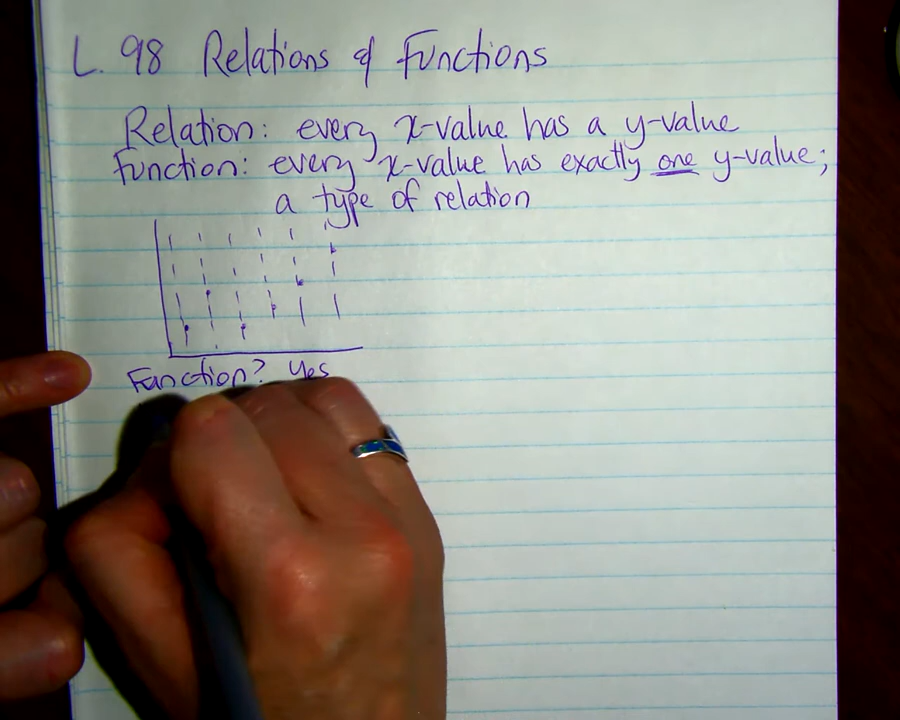 L. 98 Relations & Functions
Relation: every x-value has a y-value
Function: every x-value has exactly one y-value;
a type of relation
Function? Yes